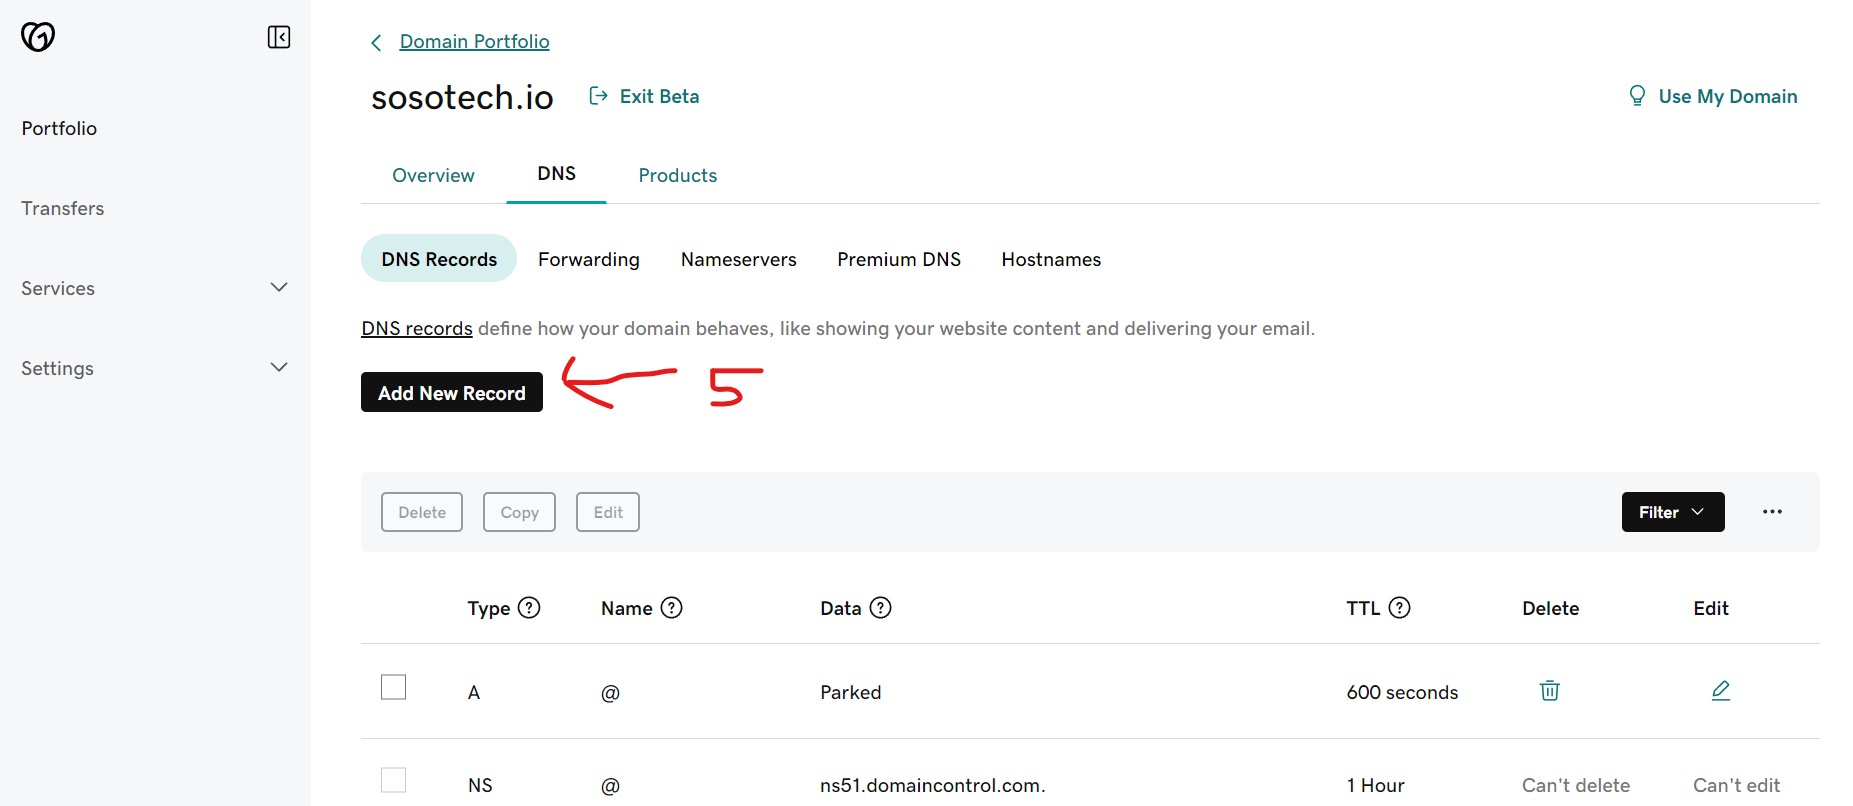 Domain Portfolio
sosotech.io Exit Beta Use My Domain
Portfolio
Transfers
Services
Settings
Overview DNS Products
DNS Records Forwarding Nameservers Premium DNS Hostnames
DNS records define how your domain behaves, like showing your website content and delivering your email.
Add New Record 5
Delete Copy Edit Filter ...
Type ? Name ? Data ? TTL ? Delete Edit
A @ Parked 600 seconds
NS @ ns51.domaincontrol.com. 1 Hour Can't delete Can't edit